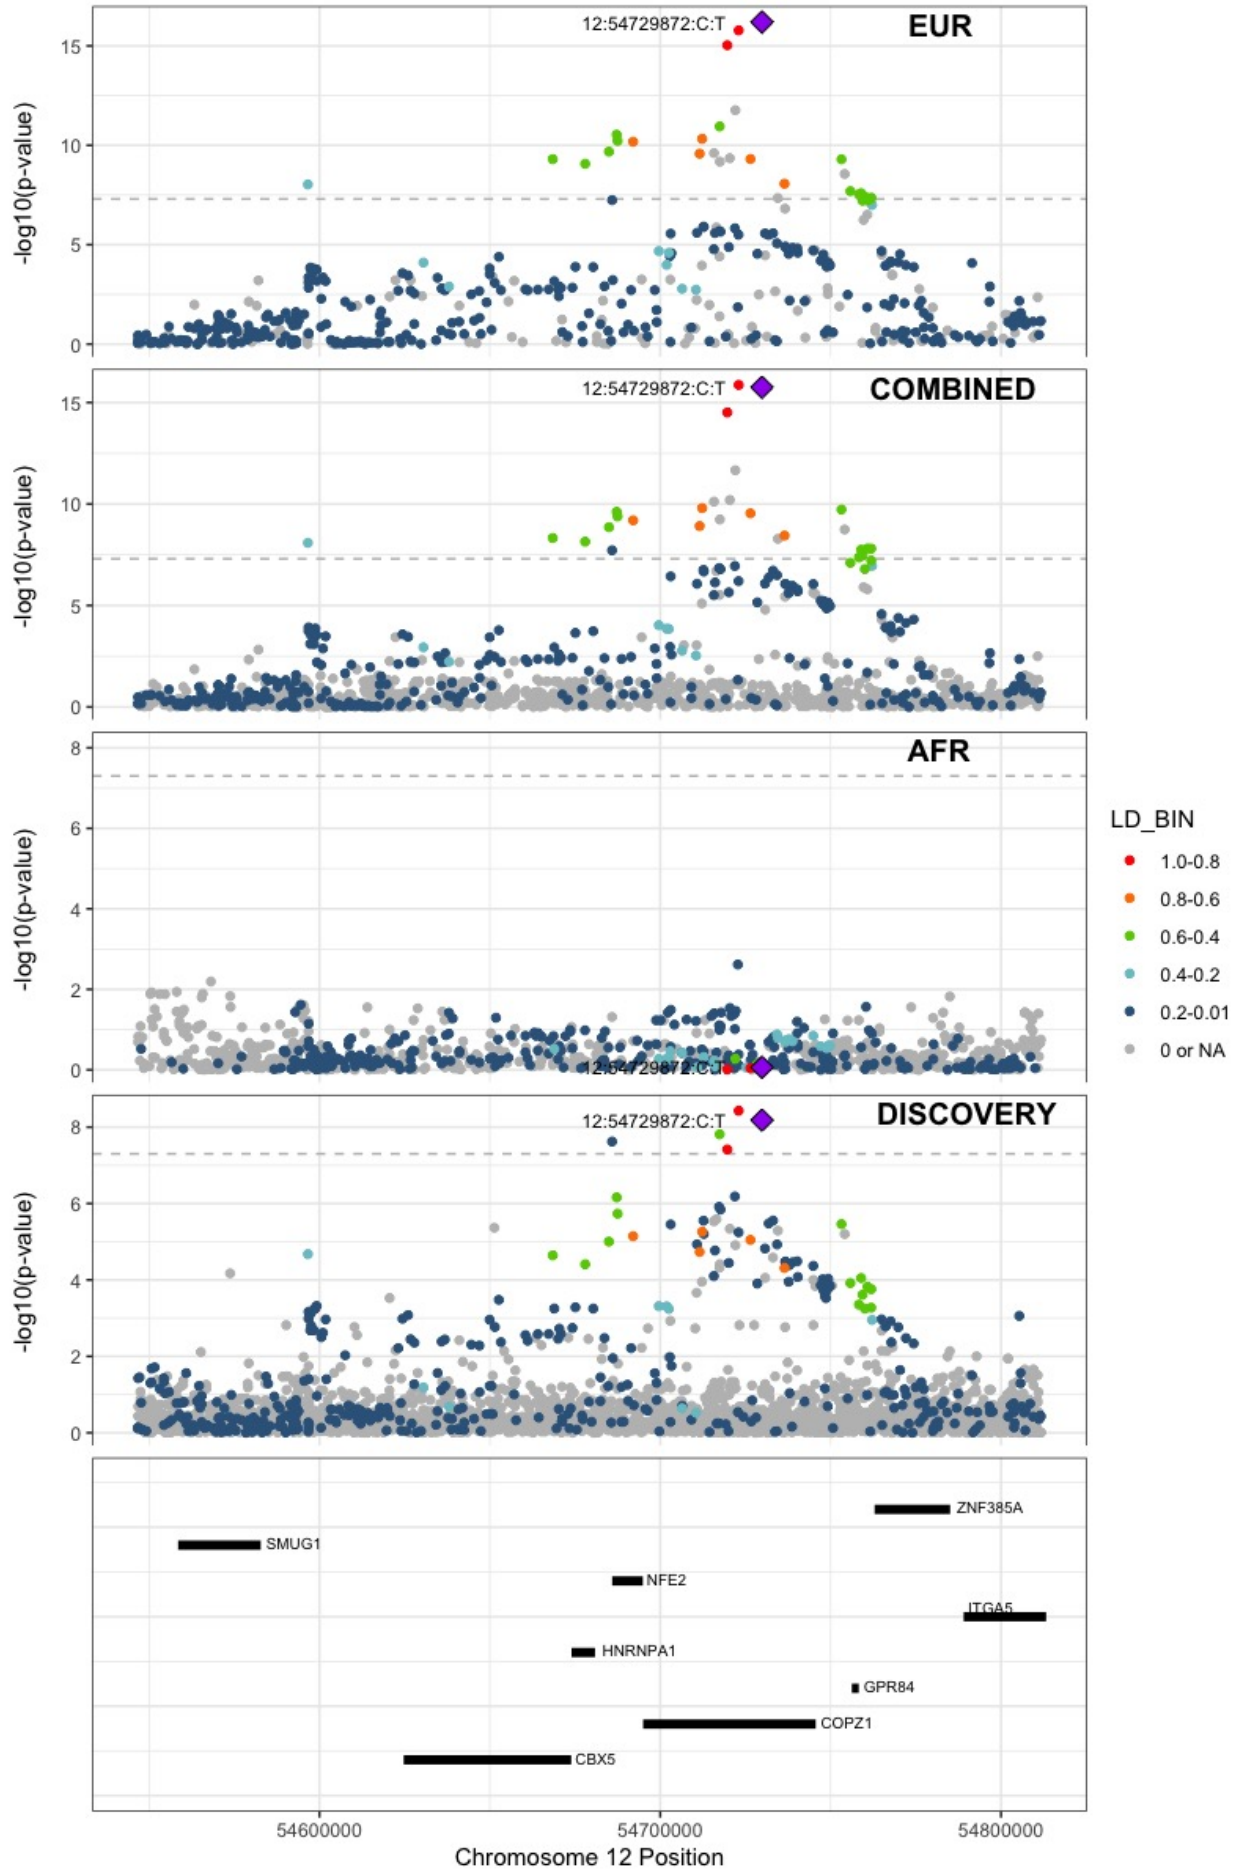 EUR
12:54729872:C:T
15
10
5
0
-log10(p-value)
COMBINED
12:54729872:C:T
15
10
5
0
-log10(p-value)
AFR
8
6
4
2
0
12:54729872:C:T
-log10(p-value)
LD_BIN
1.0-0.8
0.8-0.6
0.6-0.4
0.4-0.2
0.2-0.01
0 or NA
DISCOVERY
12:54729872:C:T
8
6
4
2
0
-log10(p-value)
ZNF385A
SMUG1
NFE2
ITGA5
HNRNPA1
GPR84
COPZ1
CBX5
54600000 54700000 54800000
Chromosome 12 Position